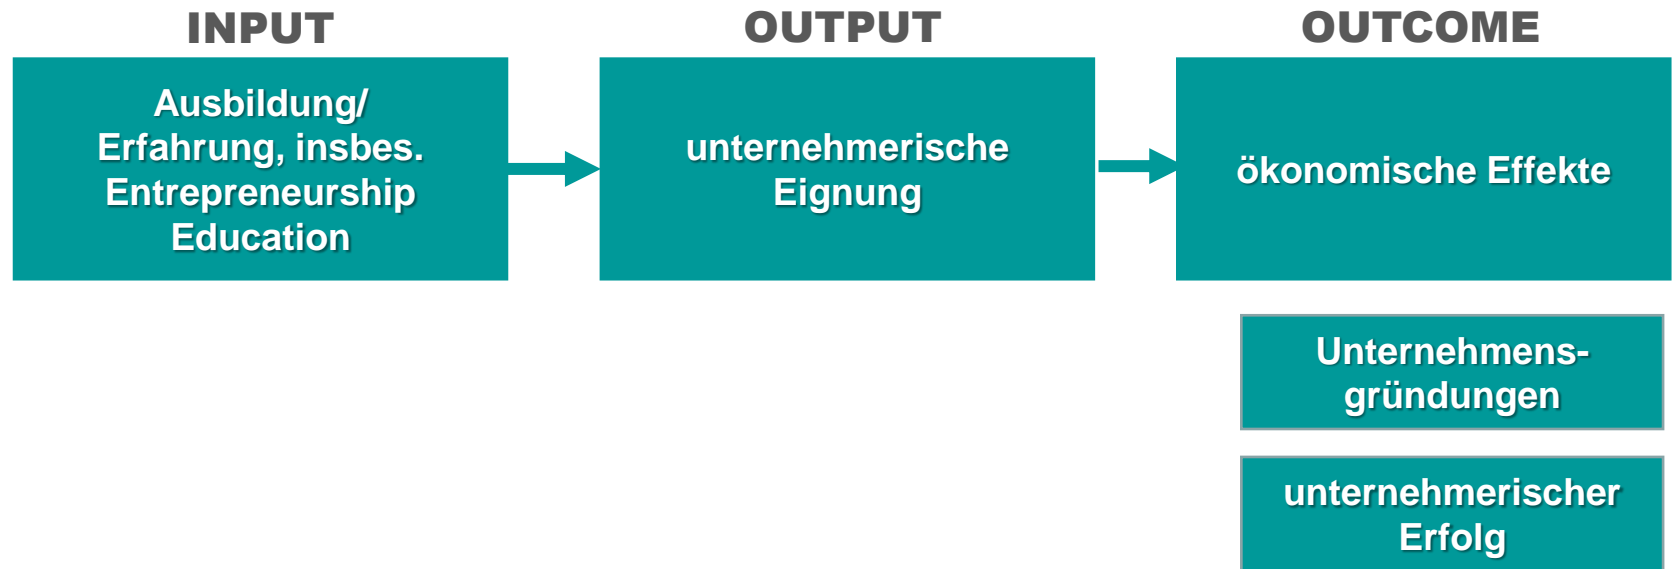 INPUT
Ausbildung/
Erfahrung, insbes.
Entrepreneurship
Education
OUTPUT
unternehmerische
Eignung
OUTCOME
ökonomische Effekte
Unternehmens-
gründungen
unternehmerischer
Erfolg